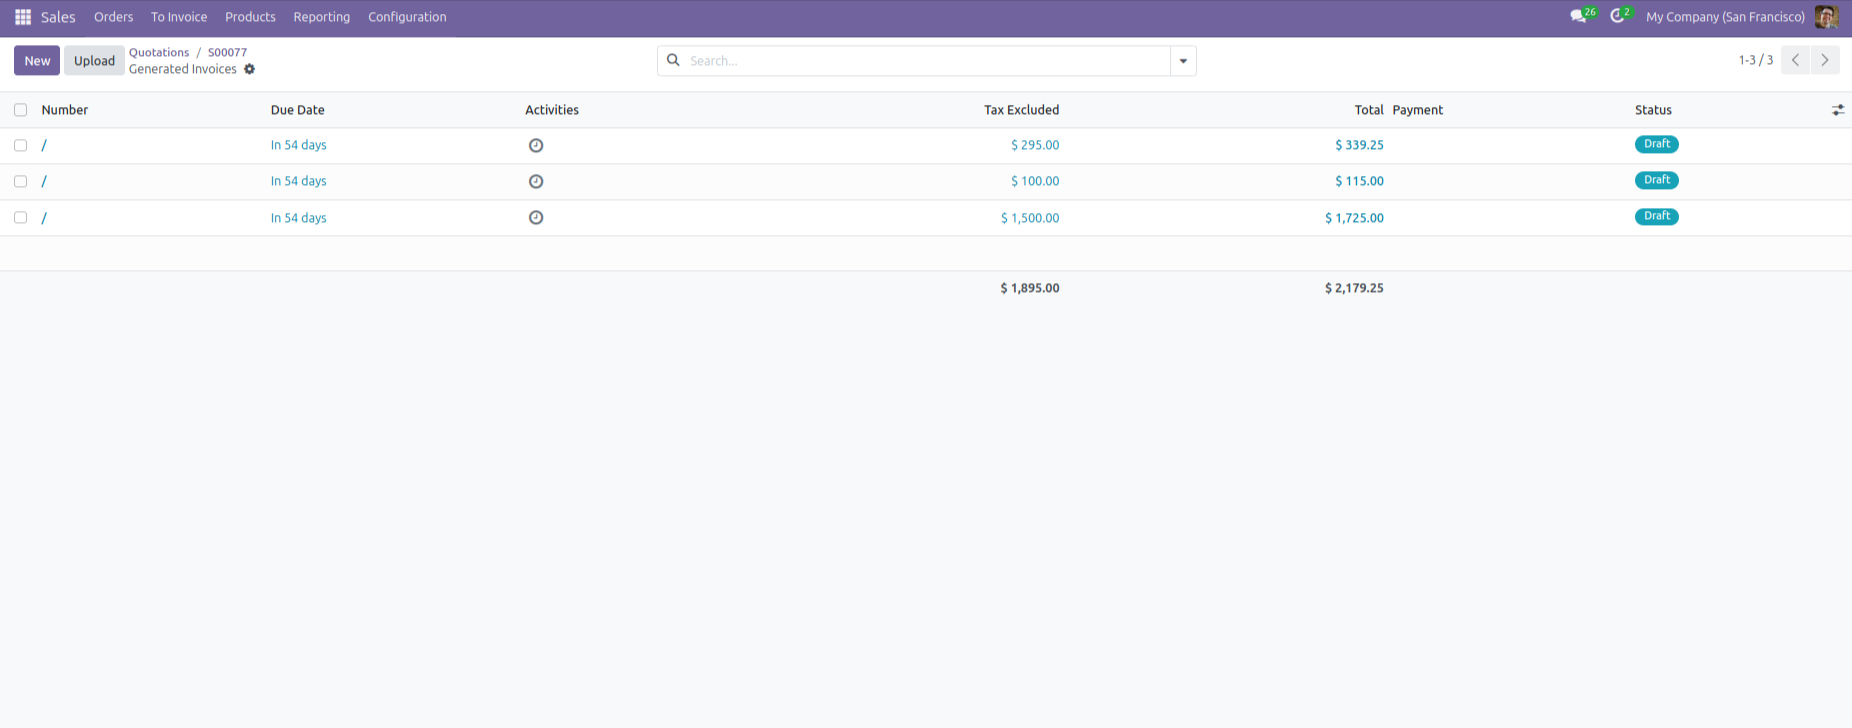 Sales Orders To Invoice Products Reporting Configuration 26 2 My Company (San Francisco)
New Upload Quotations / S00077 Search... 1-3 / 3
Generated Invoices
Number Due Date Activities Tax Excluded Total Payment Status
/ In 54 days $ 295.00 $ 339.25 Draft
/ In 54 days $ 100.00 $ 115.00 Draft
/ In 54 days $ 1,500.00 $ 1,725.00 Draft
$ 1,895.00 $ 2,179.25